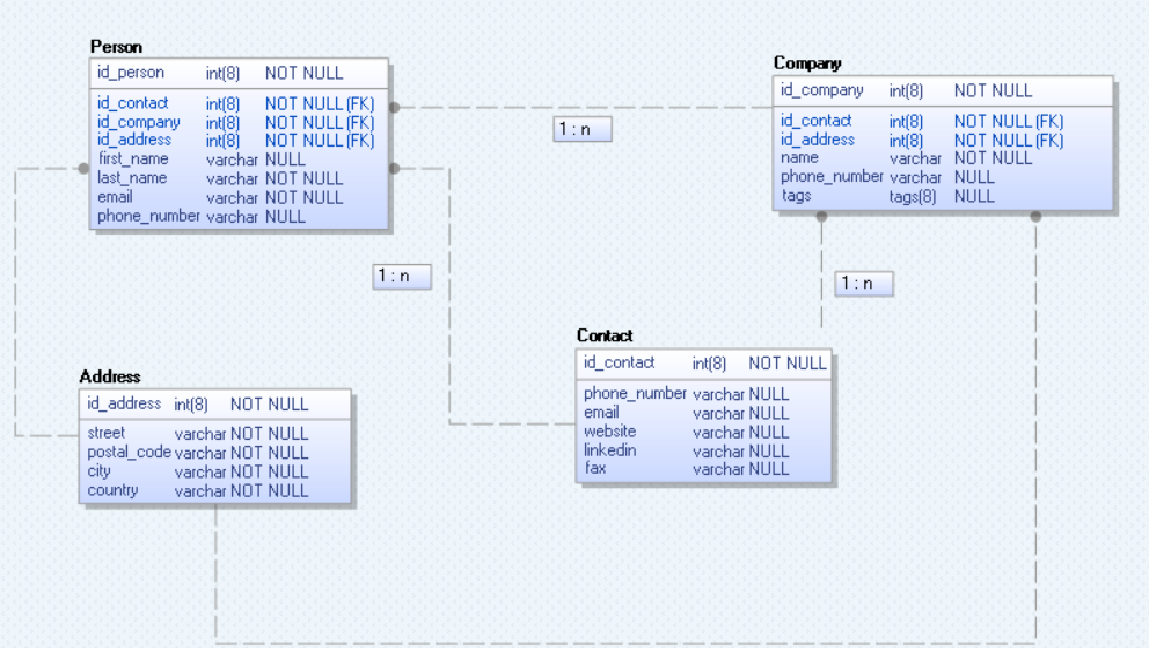 Person
id_person int(8) NOT NULL
id_contact int(8) NOT NULL(FK)
id_company int(8) NOT NULL(FK)
id_address int(8) NOT NULL(FK)
first_name varchar NULL
last_name varchar NOT NULL
email varchar NOT NULL
phone_number varchar NULL
Company
id_company int(8) NOT NULL
id_contact int(8) NOT NULL(FK)
id_address int(8) NOT NULL(FK)
name varchar NOT NULL
phone_number varchar NULL
tags tags(8) NULL
1 : n
1 : n
1 : n
Contact
id_contact int(8) NOT NULL
phone_number varchar NULL
email varchar NULL
website varchar NULL
linkedin varchar NULL
fax varchar NULL
Address
id_address int(8) NOT NULL
street varchar NOT NULL
postal_code varchar NOT NULL
city varchar NOT NULL
country varchar NOT NULL